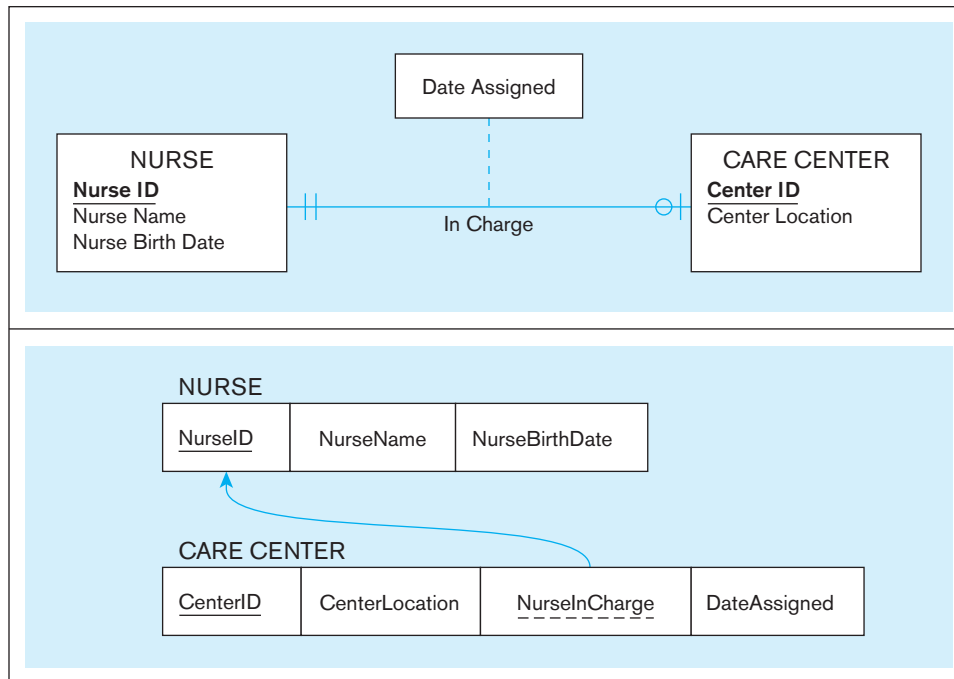 Date Assigned
NURSE
Nurse ID
Nurse Name
Nurse Birth Date
In Charge
CARE CENTER
Center ID
Center Location
NURSE
NurseID NurseName NurseBirthDate
CARE CENTER
CenterID CenterLocation NurseInCharge DateAssigned